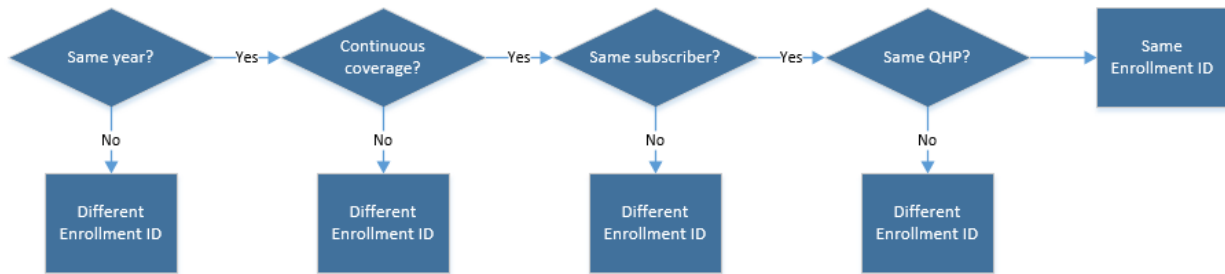 Same year?
Yes
Continuous
coverage?
Yes
Same subscriber?
Yes
Same QHP?
Same
Enrollment ID
No
No
No
No
Different
Enrollment ID
Different
Enrollment ID
Different
Enrollment ID
Different
Enrollment ID